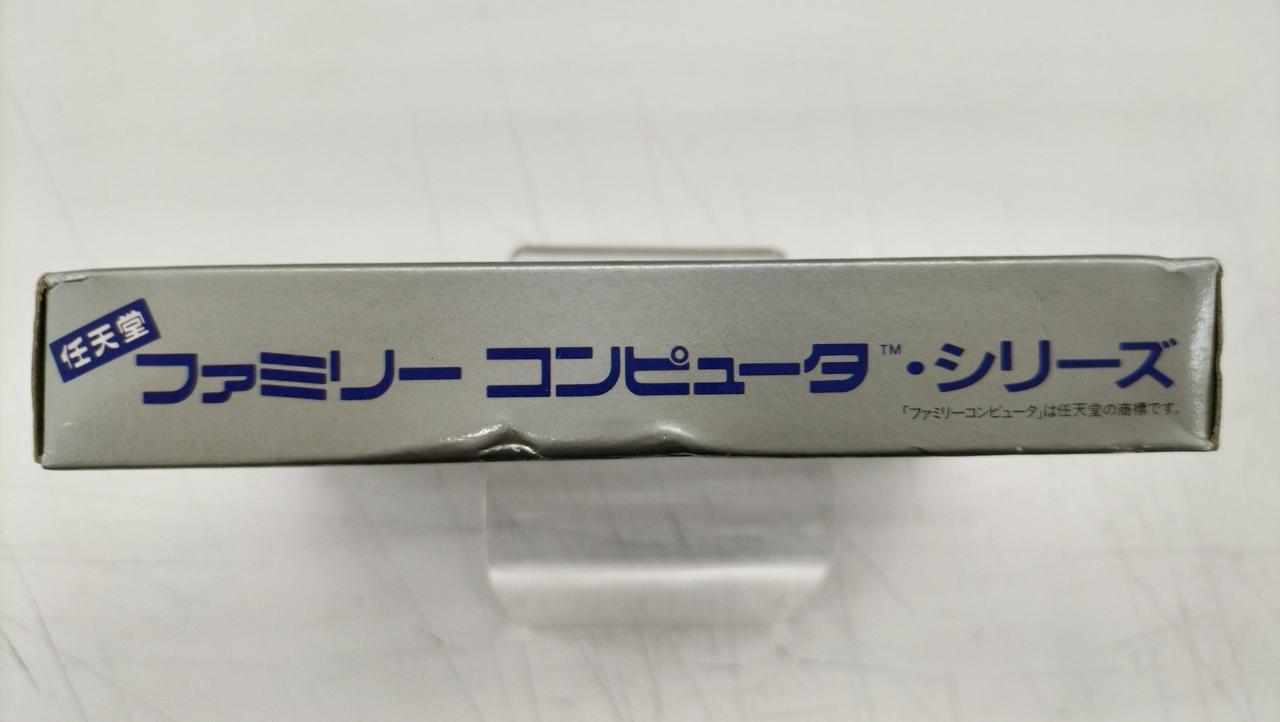 任天堂
ファミリー コンピュータ™・シリーズ
「ファミリーコンピュータ」は任天堂の商標です。